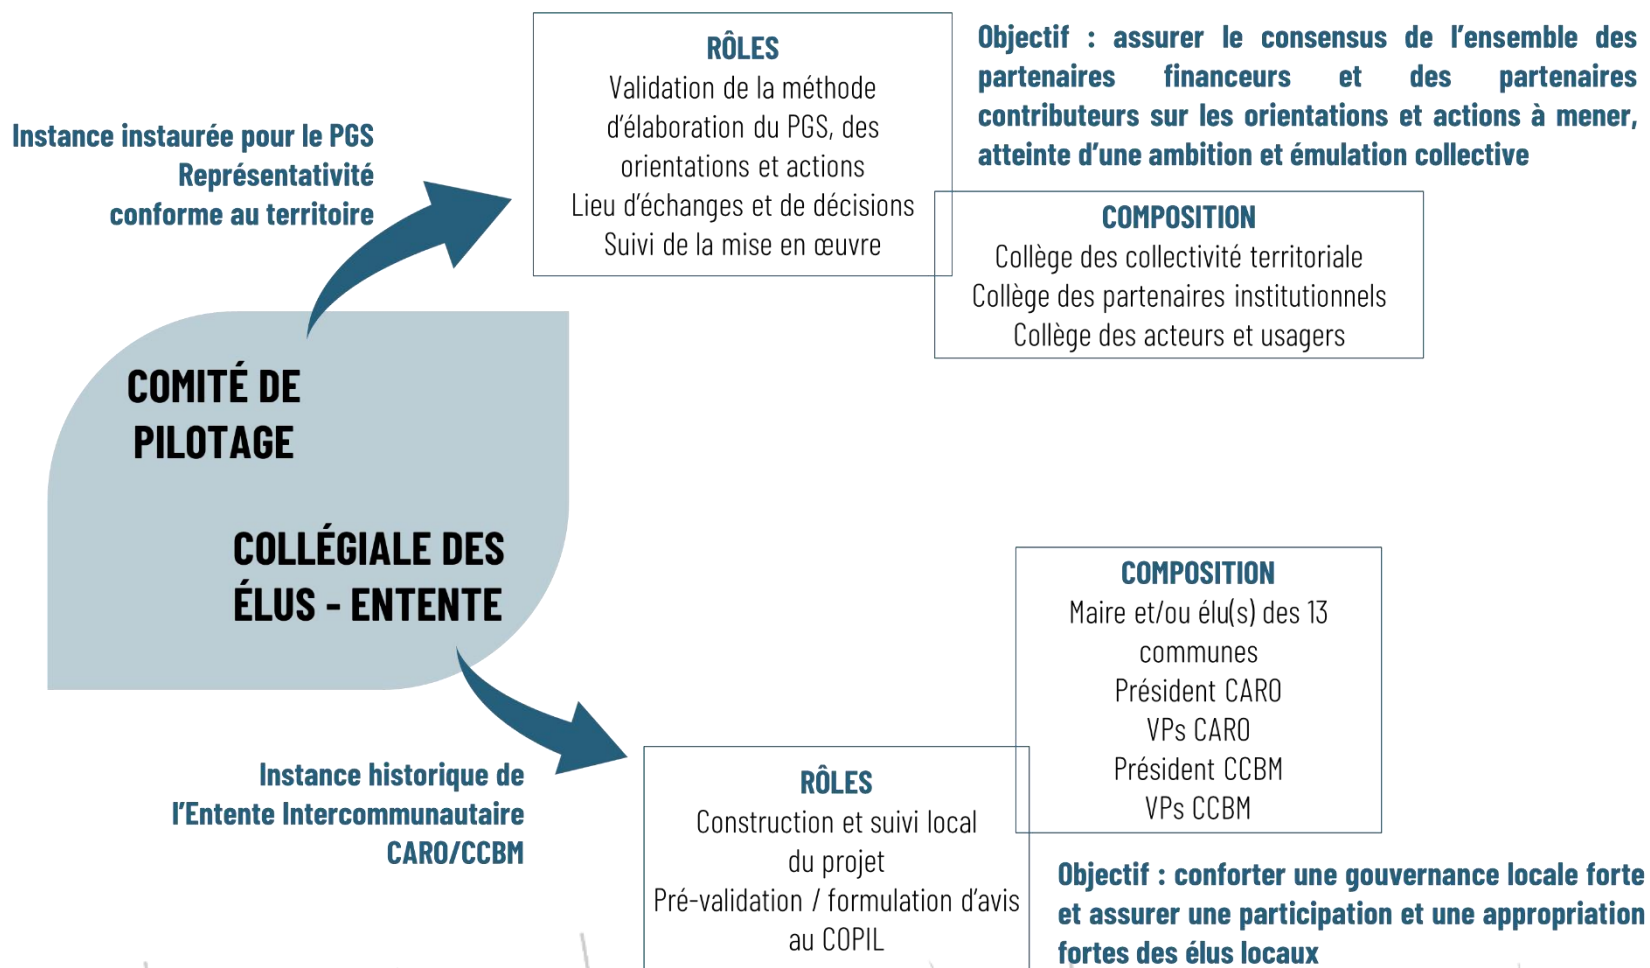 RÔLES
Validation de la méthode
d'élaboration du PGS, des
orientations et actions
Lieu d'échanges et de décisions
Suivi de la mise en œuvre
Objectif : assurer le consensus de l'ensemble des
partenaires financeurs et des partenaires
contributeurs sur les orientations et actions à mener,
atteinte d'une ambition et émulation collective
Instance instaurée pour le PGS
Représentativité
conforme au territoire
COMPOSITION
Collège des collectivité territoriale
Collège des partenaires institutionnels
Collège des acteurs et usagers
COMITÉ DE
PILOTAGE
COLLÉGIALE DES
ÉLUS - ENTENTE
COMPOSITION
Maire et/ou élu(s) des 13
communes
Président CARO
VPs CARO
Président CCBM
VPs CCBM
Instance historique de
l'Entente Intercommunautaire
CARO/CCBM
RÔLES
Construction et suivi local
du projet
Pré-validation / formulation d'avis
au COPIL
Objectif : conforter une gouvernance locale forte
et assurer une participation et une appropriation
fortes des élus locaux